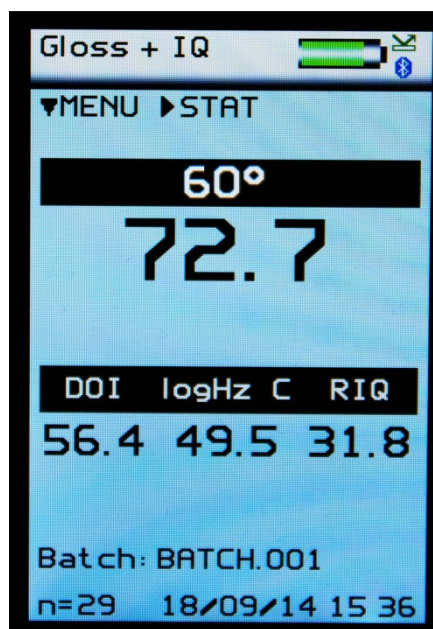 Gloss + IQ
▼MENU ▶STAT
60°
72.7
DOI logHz C RIQ
56.4 49.5 31.8
Batch: BATCH.001
n=29 18/09/14 15 36